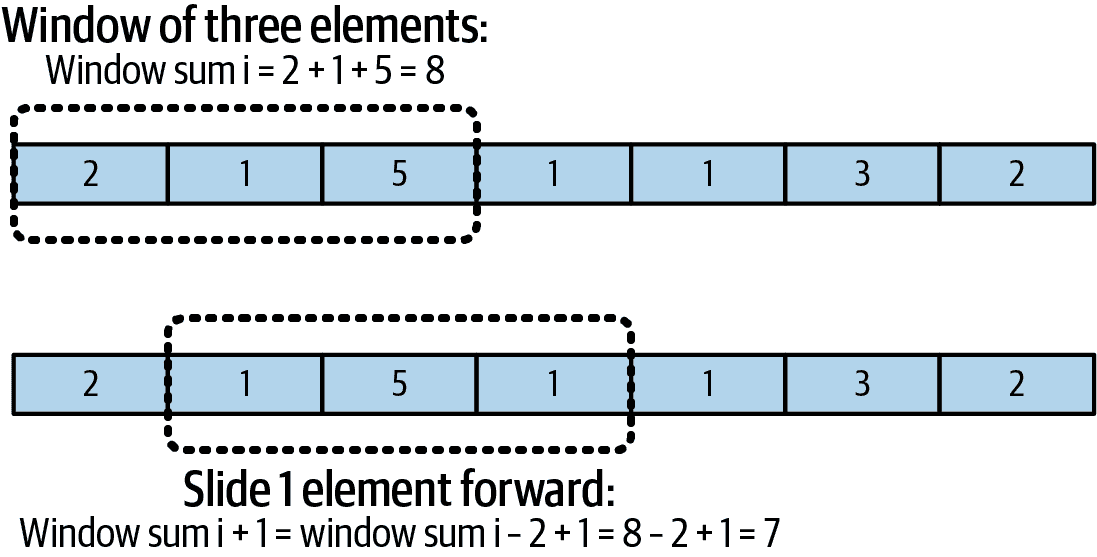 Window of three elements:
Window sum i = 2 + 1 + 5 = 8
2 1 5 1 1 3 2
2 1 5 1 1 3 2
Slide 1 element forward:
Window sum i + 1 = window sum i – 2 + 1 = 8 – 2 + 1 = 7